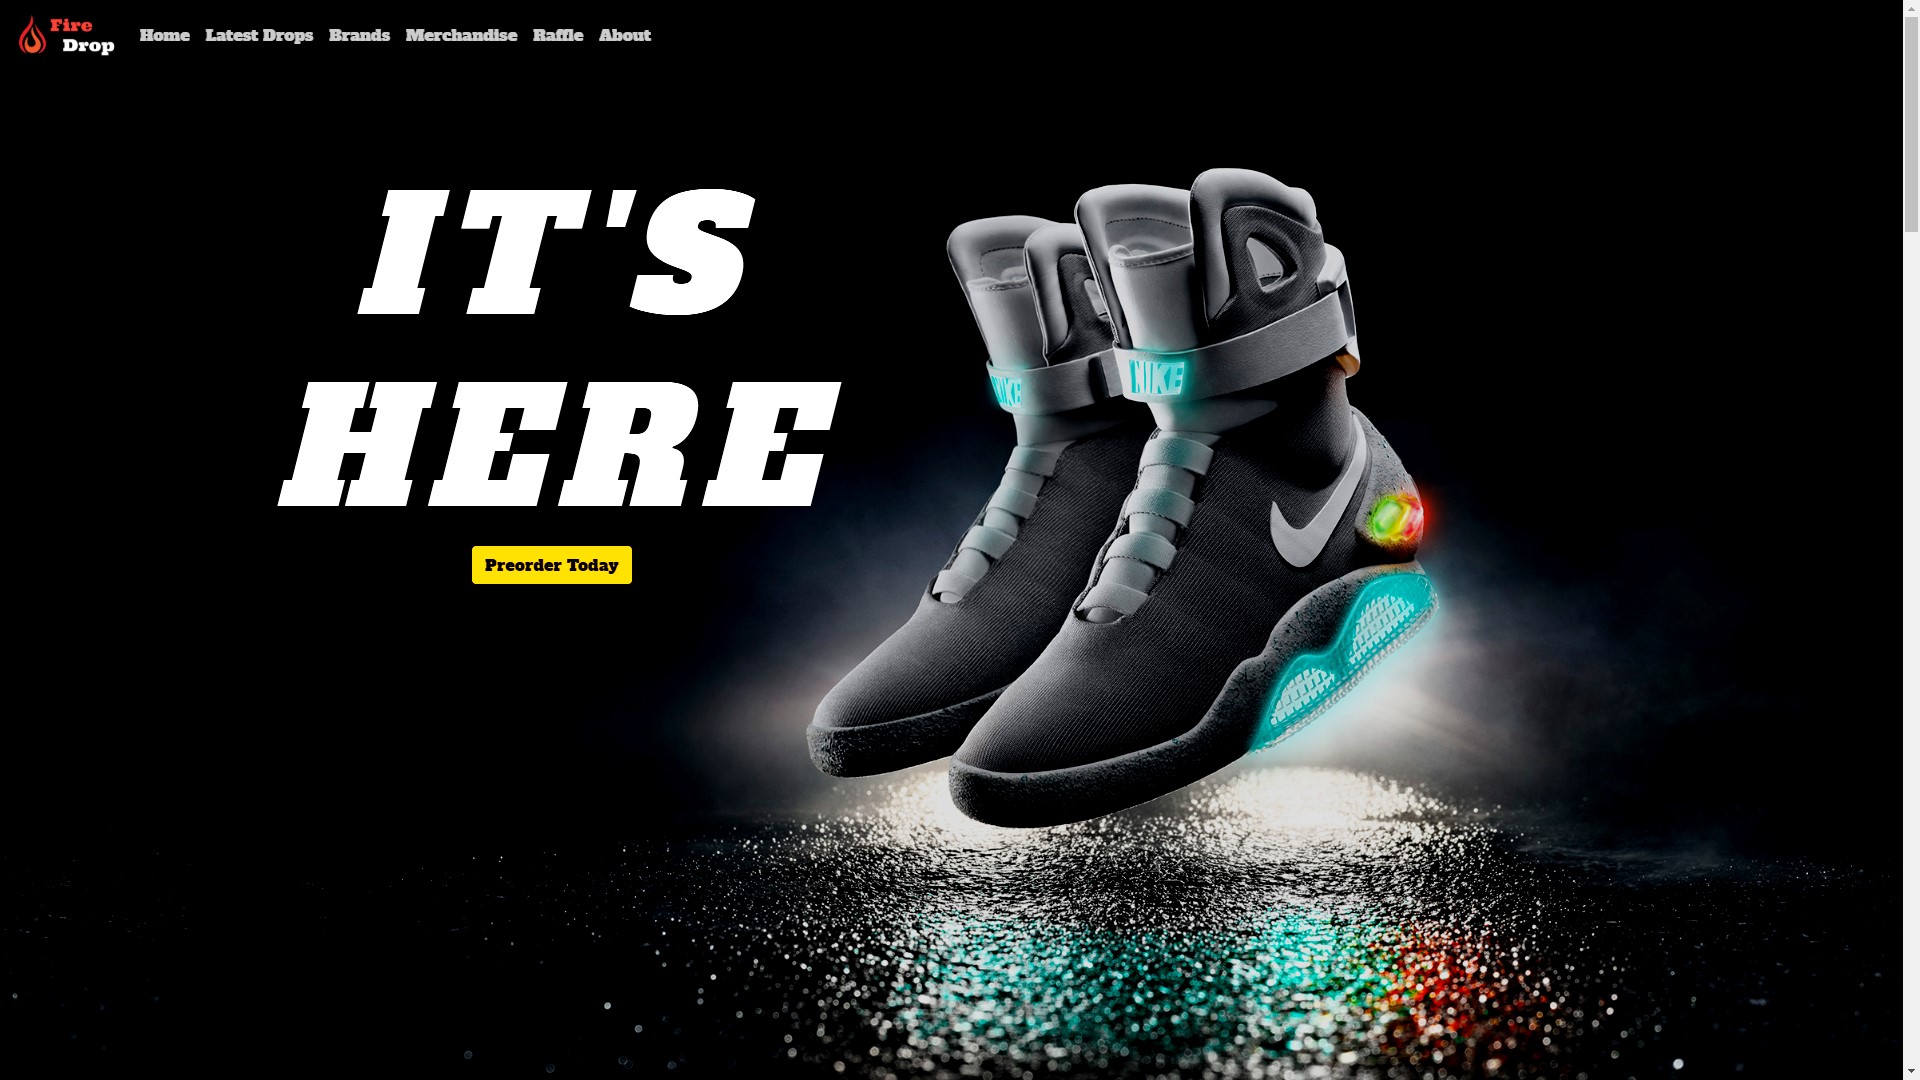 Fire
Drop
Home
Latest Drops
Brands
Merchandise
Raffle
About
IT'S
HERE
Preorder Today
NIKE
NIKE